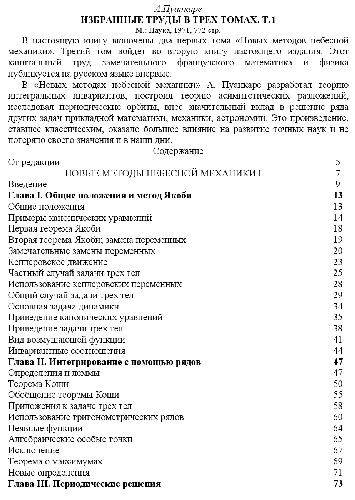 А.Пуанкаре
ИЗБРАННЫЕ ТРУДЫ В ТРЕХ ТОМАХ. Т.1
М.: Наука, 1971, 772 стр.
В настоящую книгу включены два первых тома «Новых методов небесной
механики». Третий том войдет во вторую книгу настоящего издания. Этот
капитальный труд замечательного французского математика и физика
публикуется на русском языке впервые.
В «Новых методах небесной механики» А. Пуанкаре разработал теорию
интегральных инвариантов, построил теорию асимптотических разложений,
исследовал периодические орбиты, внес значительный вклад в решение ряда
других задач прикладной математики, механики, астрономии. Это произведение,
ставшее классическим, оказало большее влияние на развитие точных наук и не
потеряло своего значения и в наши дни.
Содержание
От редакции 5
НОВЫЕ МЕТОДЫ НЕБЕСНОЙ МЕХАНИКИ I 7
Введение 9
Глава I. Общие положения и метод Якоби 13
Общие положения 13
Примеры канонических уравнений 14
Первая теорема Якоби 18
Вторая теорема Якоби; замена переменных 19
Замечательные замены переменных 20
Кеплеровское движение 23
Частный случай задачи трех тел 25
Использование кеплеровских переменных 28
Общий случай задачи трех тел 29
Основная задача динамики 34
Приведение канонических уравнений 35
Приведение задачи трех тел 38
Вид возмущающей функции 41
Инвариантные соотношения 44
Глава II. Интегрирование с помощью рядов 47
Определения и леммы 47
Теорема Коши 50
Обобщение теоремы Коши 55
Приложения к задаче трех тел 58
Использование тригонометрических рядов 60
Неявные функции 64
Алгебраические особые точки 65
Исключение 67
Теорема о максимумах 69
Новые определения 71
Глава III. Периодические решения 73